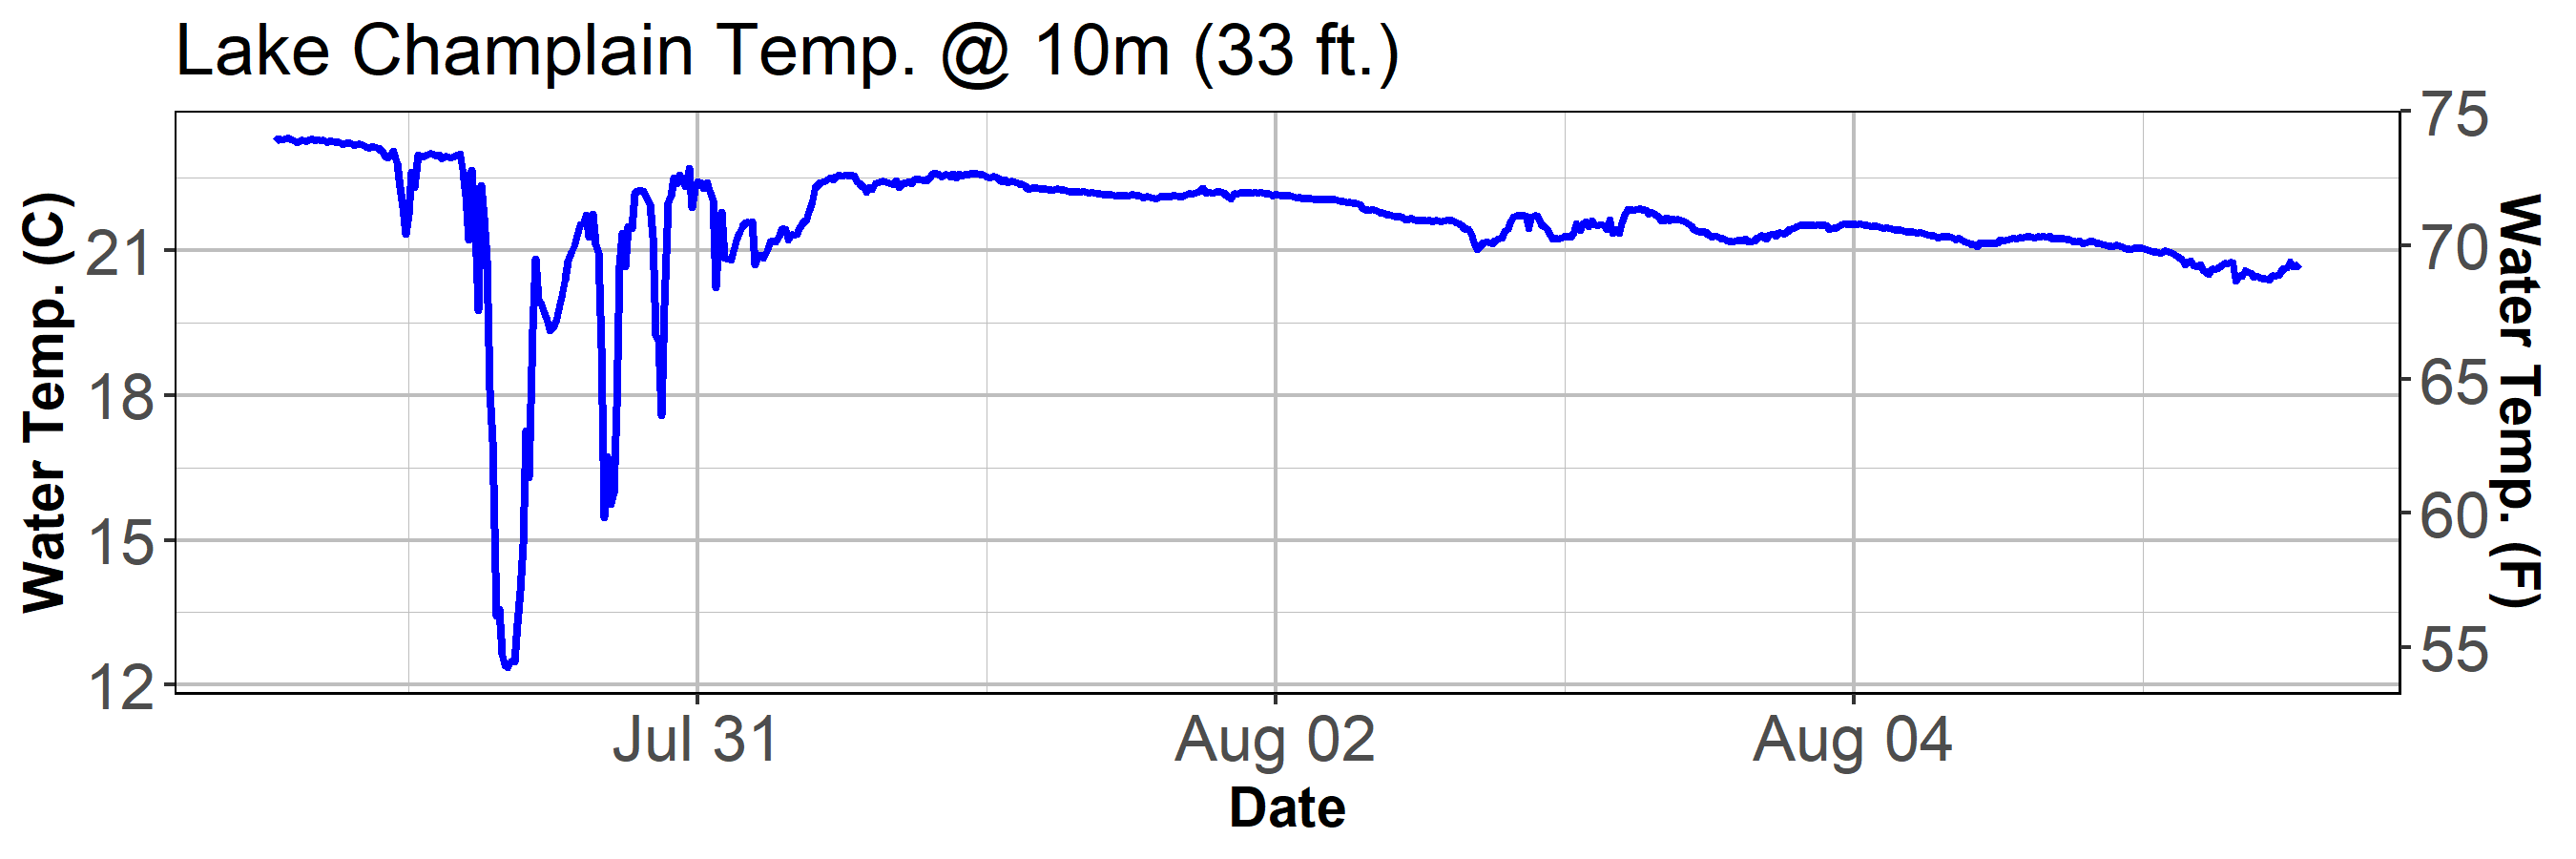 Lake Champlain Temp. @ 10m (33 ft.)
Water Temp. (C)
21
18
15
12
75
70
65
60
55
Water Temp. (F)
Jul 31
Aug 02
Aug 04
Date